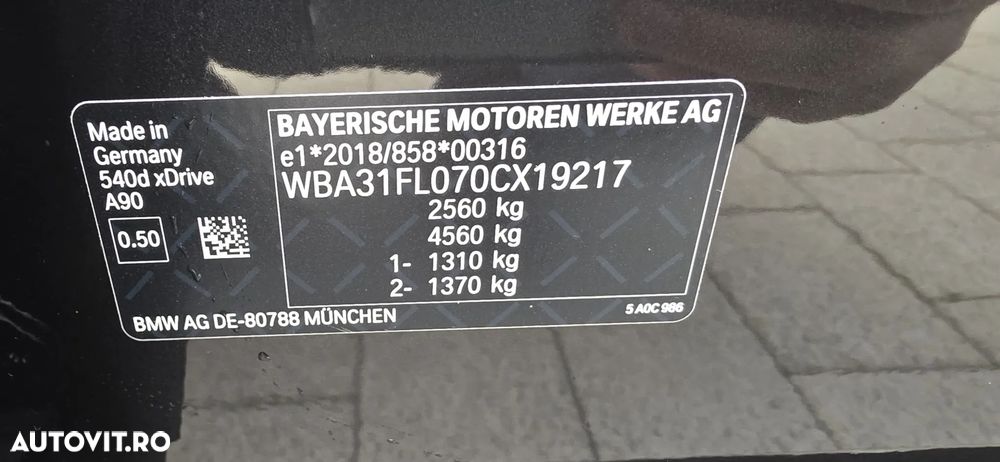 Made in
Germany
540d xDrive
A90
0.50
BAYERISCHE MOTOREN WERKE AG
e1*2018/858*00316
WBA31FL070CX19217
2560 kg
4560 kg
1- 1310 kg
2- 1370 kg
BMW AG DE-80788 MÜNCHEN
5 A0C 986
AUTOVIT.RO